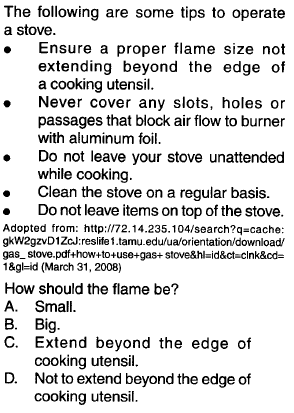 The following are some tips to operate
a stove.
● Ensure a proper flame size not
extending beyond the edge of
a cooking utensil.
● Never cover any slots, holes or
passages that block air flow to burner
with aluminum foil.
● Do not leave your stove unattended
while cooking.
● Clean the stove on a regular basis.
● Do not leave items on top of the stove.
Adopted from: http://72.14.235.104/search?q=cache:
gkW2gzvD1ZcJ:reslife1.tamu.edu/ua/orientation/download/
gas_ stove.pdf+how+to+use+gas+ stove&hl=id&ct=clnk&cd=
1&gl=id (March 31, 2008)
How should the flame be?
A. Small.
B. Big.
C. Extend beyond the edge of
cooking utensil.
D. Not to extend beyond the edge of
cooking utensil.